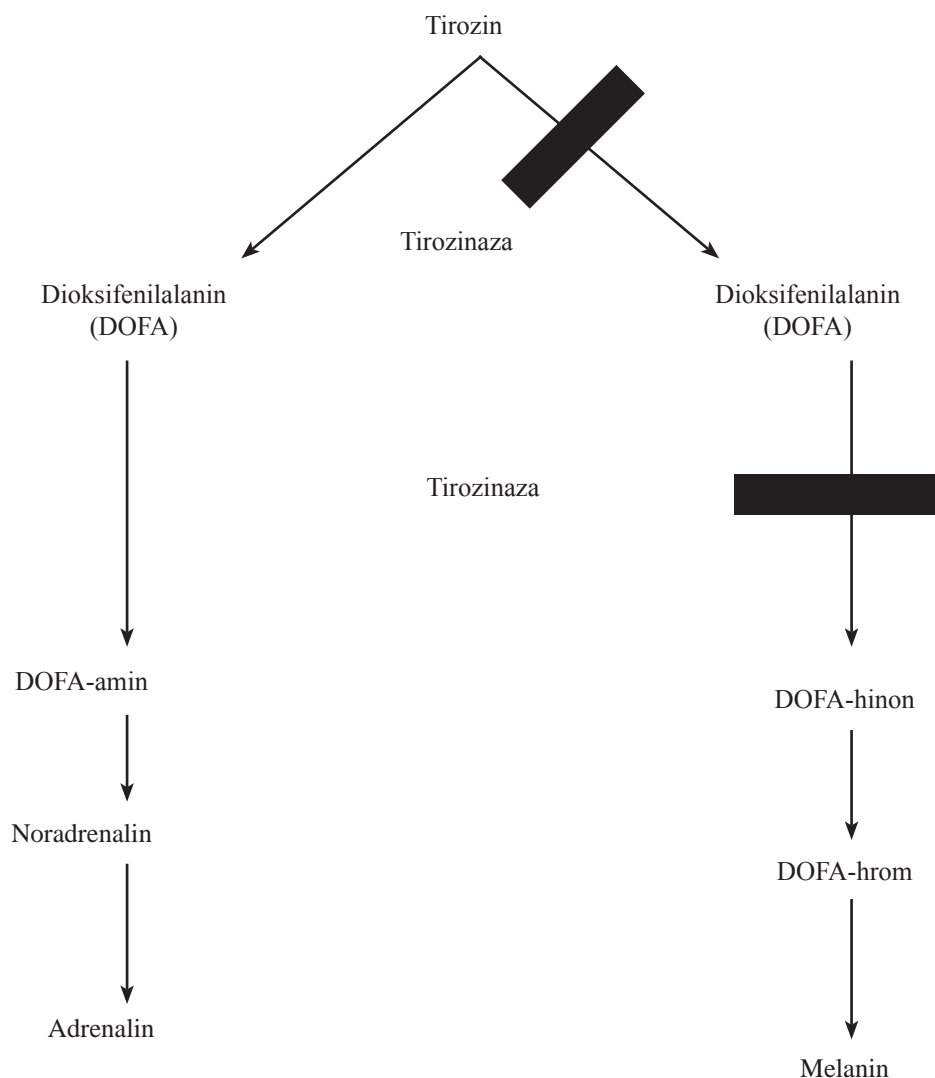 Tirozin
Tirozinaza
Dioksifenilalanin
(DOFA)
Dioksifenilalanin
(DOFA)
Tirozinaza
DOFA-amin
DOFA-hinon
Noradrenalin
DOFA-hrom
Adrenalin
Melanin